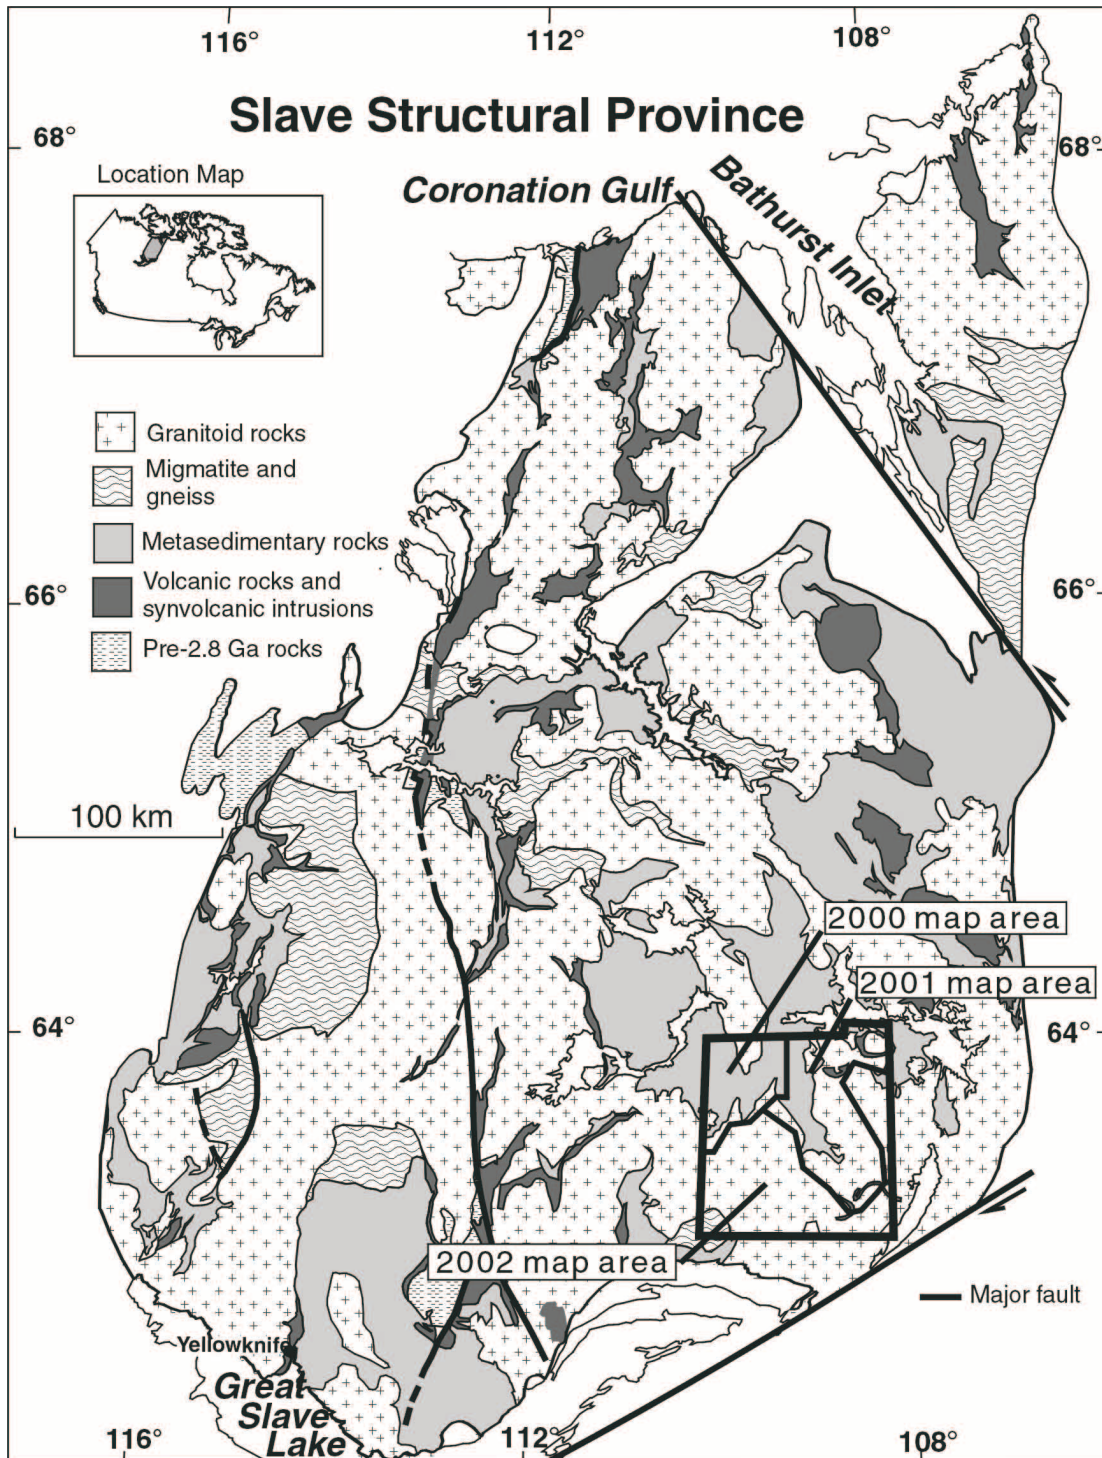 116°
112°
108°
Slave Structural Province
68°
68°
Location Map
Coronation Gulf
Bathurst Inlet
Granitoid rocks
Migmatite and
gneiss
Metasedimentary rocks
Volcanic rocks and
synvolcanic intrusions
Pre-2.8 Ga rocks
66°
66°
100 km
2000 map area
2001 map area
64°
64°
2002 map area
Major fault
Yellowknife
Great
Slave
Lake
116°
112°
108°